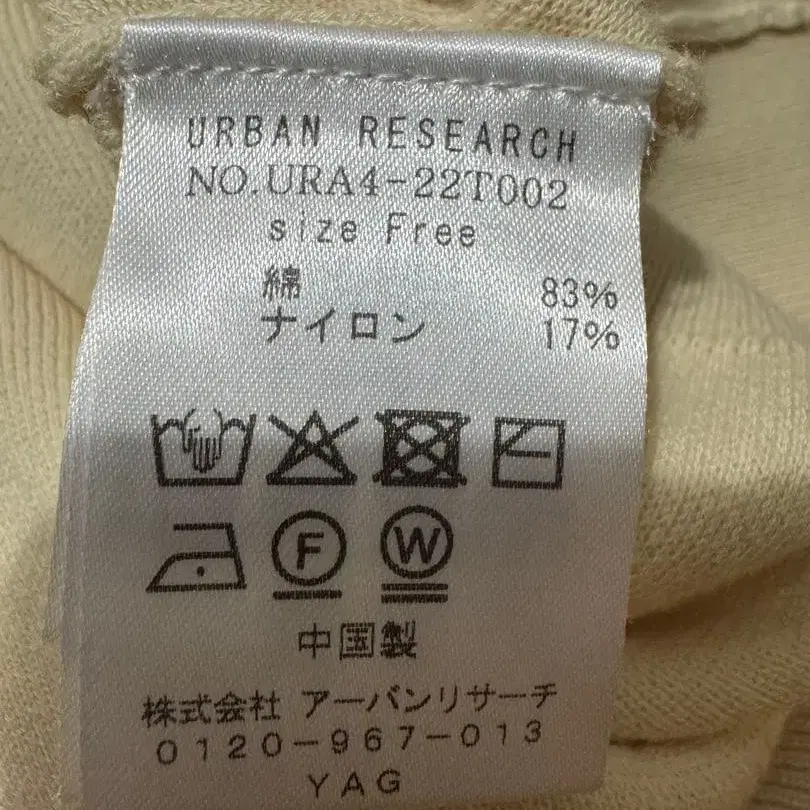 URBAN RESEARCH
NO.URA4-22T002
size Free
綿 83%
ナイロン 17%
F W
中国製
株式会社 アーバンリサーチ
0120-967-013
YAG